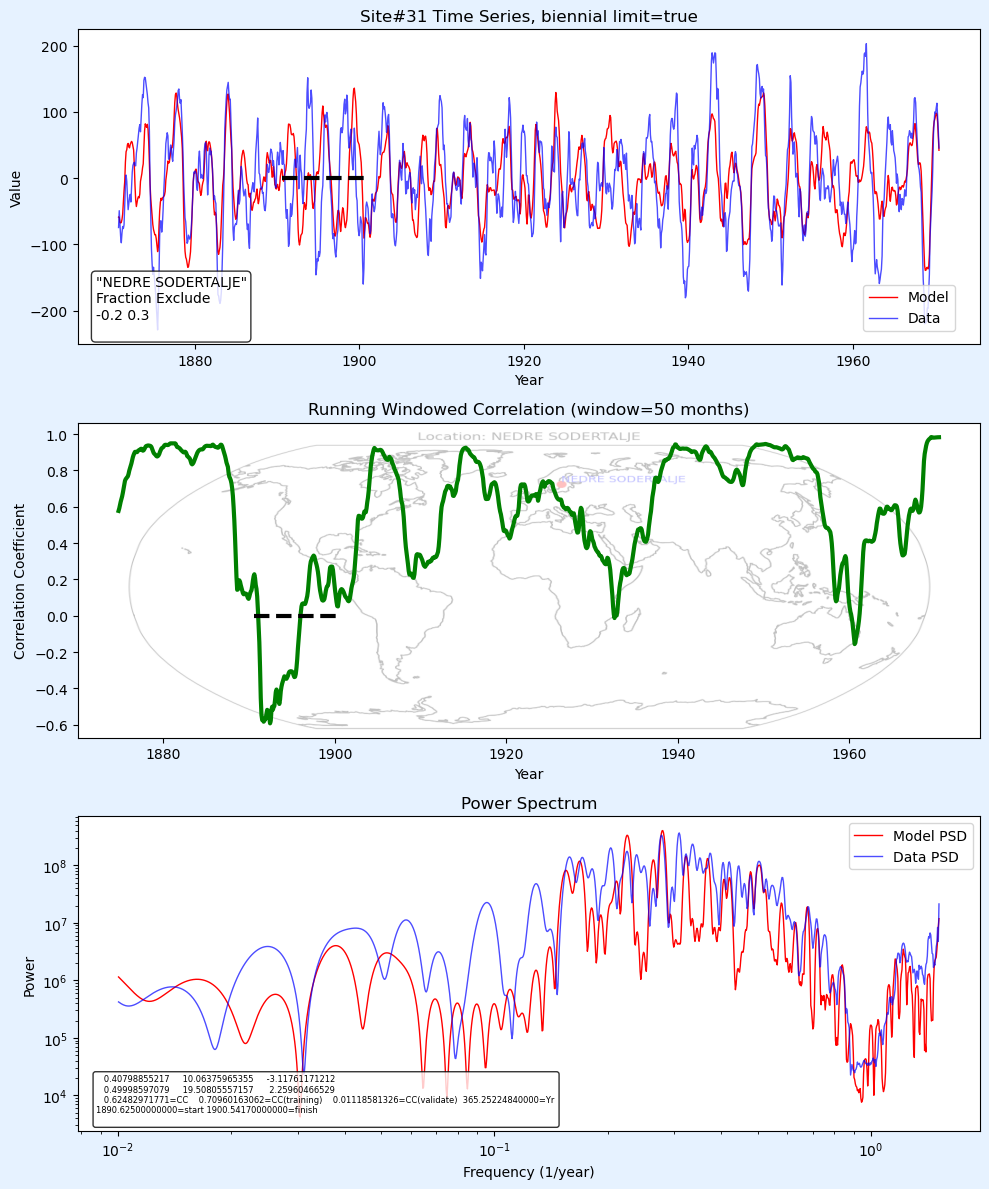 Site#31 Time Series, biennial limit=true
200
100
0
−100
−200
Value
"NEDRE SODERTALJE"
Fraction Exclude
-0.2 0.3
Model
Data
1880
1900
1920
1940
1960
Year
Running Windowed Correlation (window=50 months)
1.0
0.8
0.6
0.4
0.2
0.0
−0.2
−0.4
−0.6
Correlation Coefficient
Location: NEDRE SODERTALJE
NEDRE SODERTALJE
1880
1900
1920
1940
1960
Year
Power Spectrum
10⁸
10⁷
10⁶
10⁵
10⁴
Power
Model PSD
Data PSD
0.40798855217 10.06375965355 -3.11761171212
0.49998597079 19.50805557157 2.25960466529
0.62482971771=CC 0.70960163062=CC(training) 0.01118581326=CC(validate) 365.25224840000=Yr
1890.62500000000=start 1900.54170000000=finish
10⁻²
10⁻¹
10⁰
Frequency (1/year)